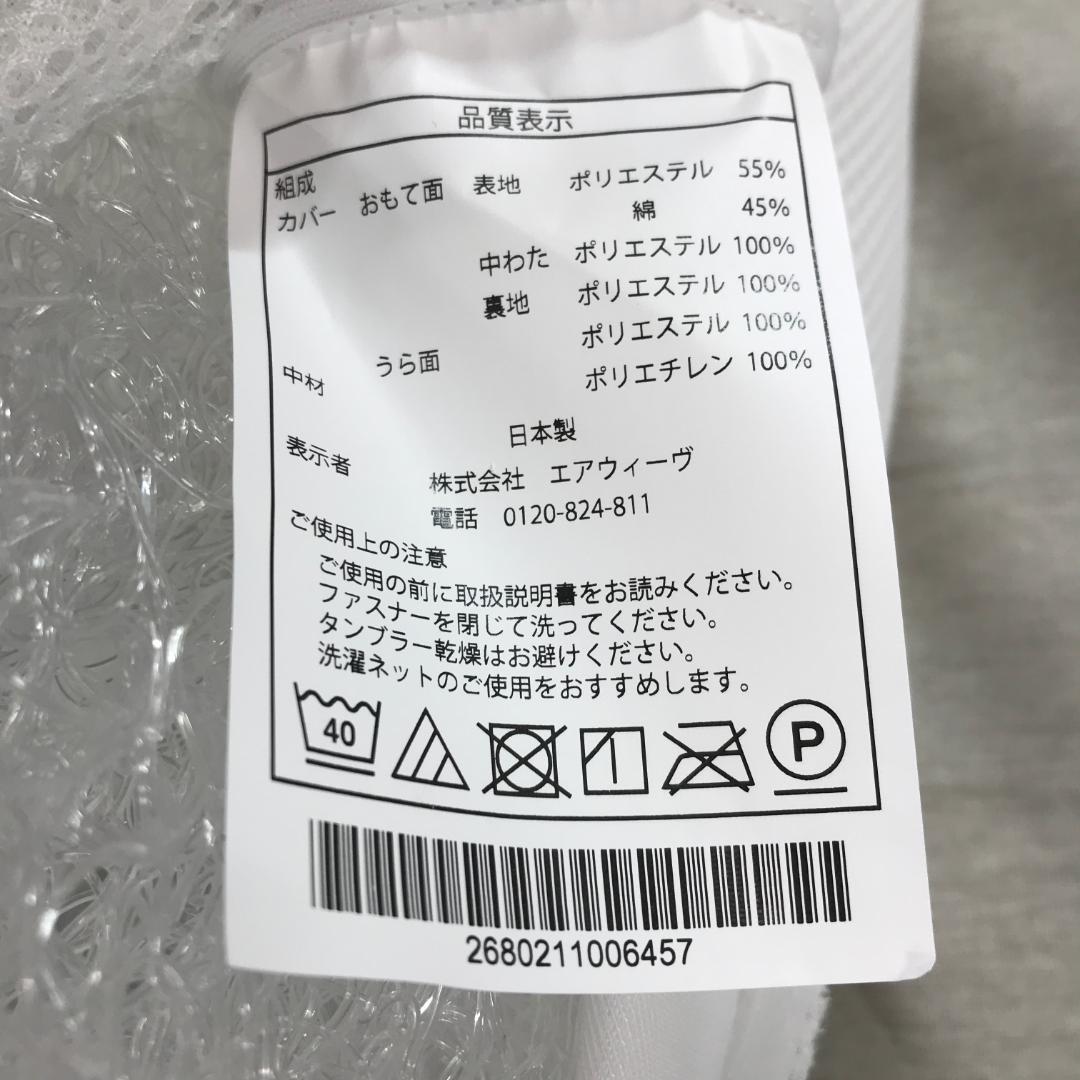 品質表示
組成
カバー おもて面 表地 ポリエステル 55%
綿 45%
中わた ポリエステル 100%
裏地 ポリエステル 100%
うら面 ポリエステル 100%
中材 ポリエチレン 100%
日本製
表示者 株式会社 エアウィーヴ
電話 0120-824-811
ご使用上の注意
ご使用の前に取扱説明書をお読みください。
ファスナーを閉じて洗ってください。
タンブラー乾燥はお避けください。
洗濯ネットのご使用をおすすめします。
40 P
2680211006457